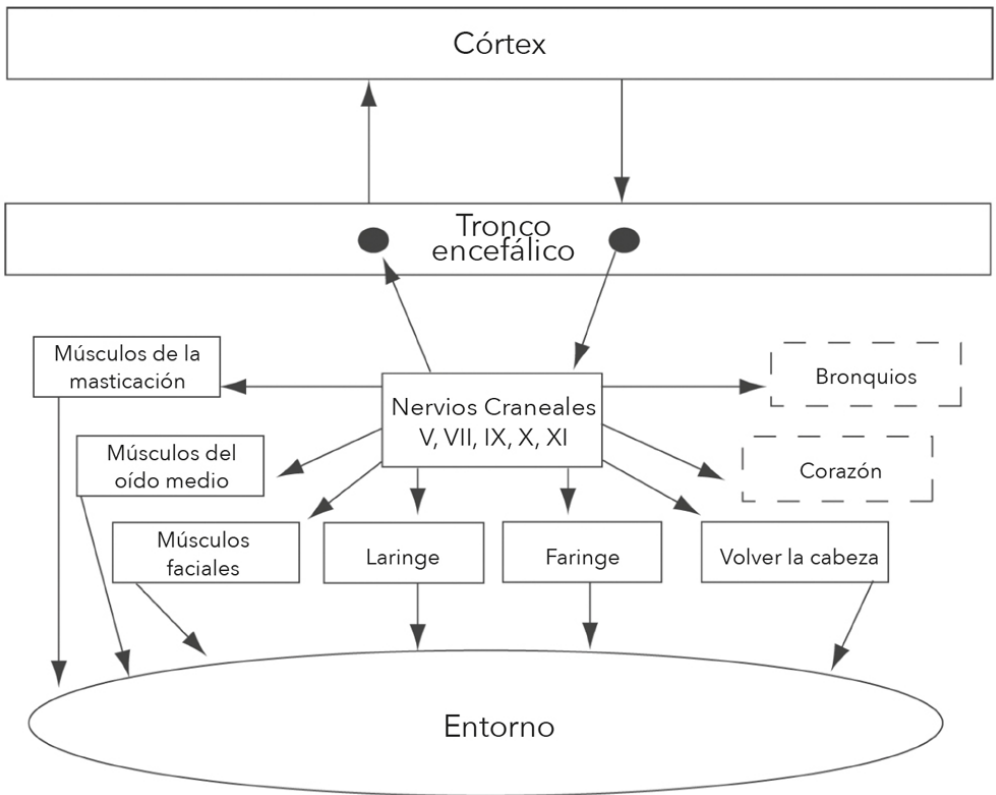 Córtex
Tronco
encefálico
Músculos de la
masticación
Nervios Craneales
V, VII, IX, X, XI
Bronquios
Músculos del
oído medio
Corazón
Músculos
faciales
Laringe
Faringe
Volver la cabeza
Entorno